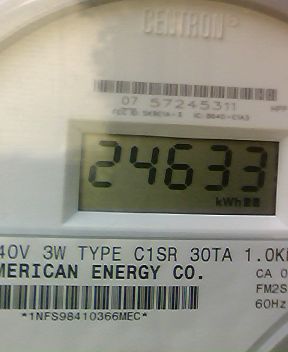 CENTRON®
07 57245311
24633
kWh
40V 3W TYPE C1SR 30TA 1.0K
MERICAN ENERGY CO.
CA 0
FM2S
60Hz
*1NFS98410366MEC*